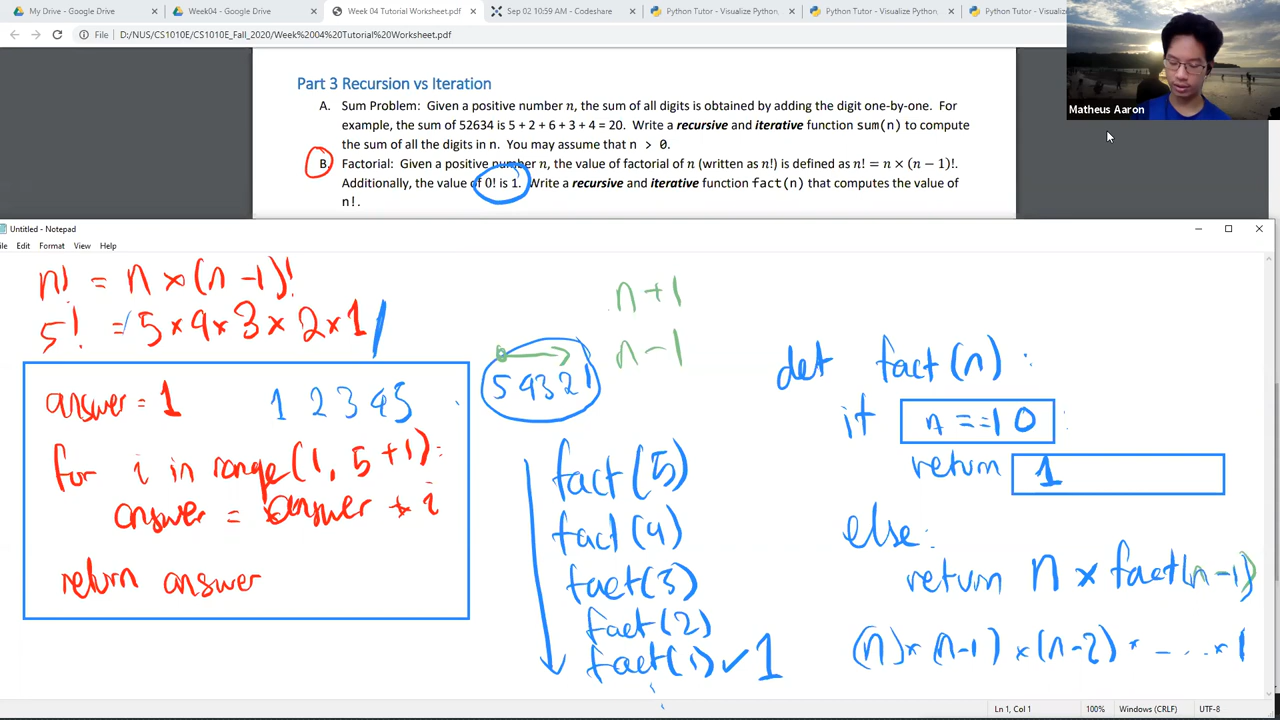 My Drive - Google Drive
Week04 - Google Drive
Week 04 Tutorial Worksheet.pdf
Sep 02 10:59 AM - Codeshare
Python Tutor - Visualize Python,
Python Tutor - Visualize Python,
Python Tutor - Visualiz
File D:/NUS/CS1010E/CS1010E_Fall_2020/Week%2004%20Tutorial%20Worksheet.pdf
Matheus Aaron
Part 3 Recursion vs Iteration
A. Sum Problem: Given a positive number n, the sum of all digits is obtained by adding the digit one-by-one. For
example, the sum of 52634 is 5 + 2 + 6 + 3 + 4 = 20. Write a recursive and iterative function sum(n) to compute
the sum of all the digits in n. You may assume that n > 0.
B. Factorial: Given a positive number n, the value of factorial of n (written as n!) is defined as n! = n × (n − 1)!.
Additionally, the value of 0! is 1. Write a recursive and iterative function fact(n) that computes the value of
n!.
Untitled - Notepad
File Edit Format View Help
n! = n × (n - 1)!
5! = 5 × 4 × 3 × 2 × 1
answer = 1
1 2 3 4 5
for i in range(1, 5+1):
answer = answer * i
return answer
n + 1
n - 1
5 4 3 2 1
fact(5)
fact(4)
fact(3)
fact(2)
fact(1) ✓ 1
def fact(n):
if n == 0:
return 1
else:
return n × fact(n-1)
(n) × (n-1) × (n-2) × - . . . × 1
Ln 1, Col 1
100%
Windows (CRLF)
UTF-8